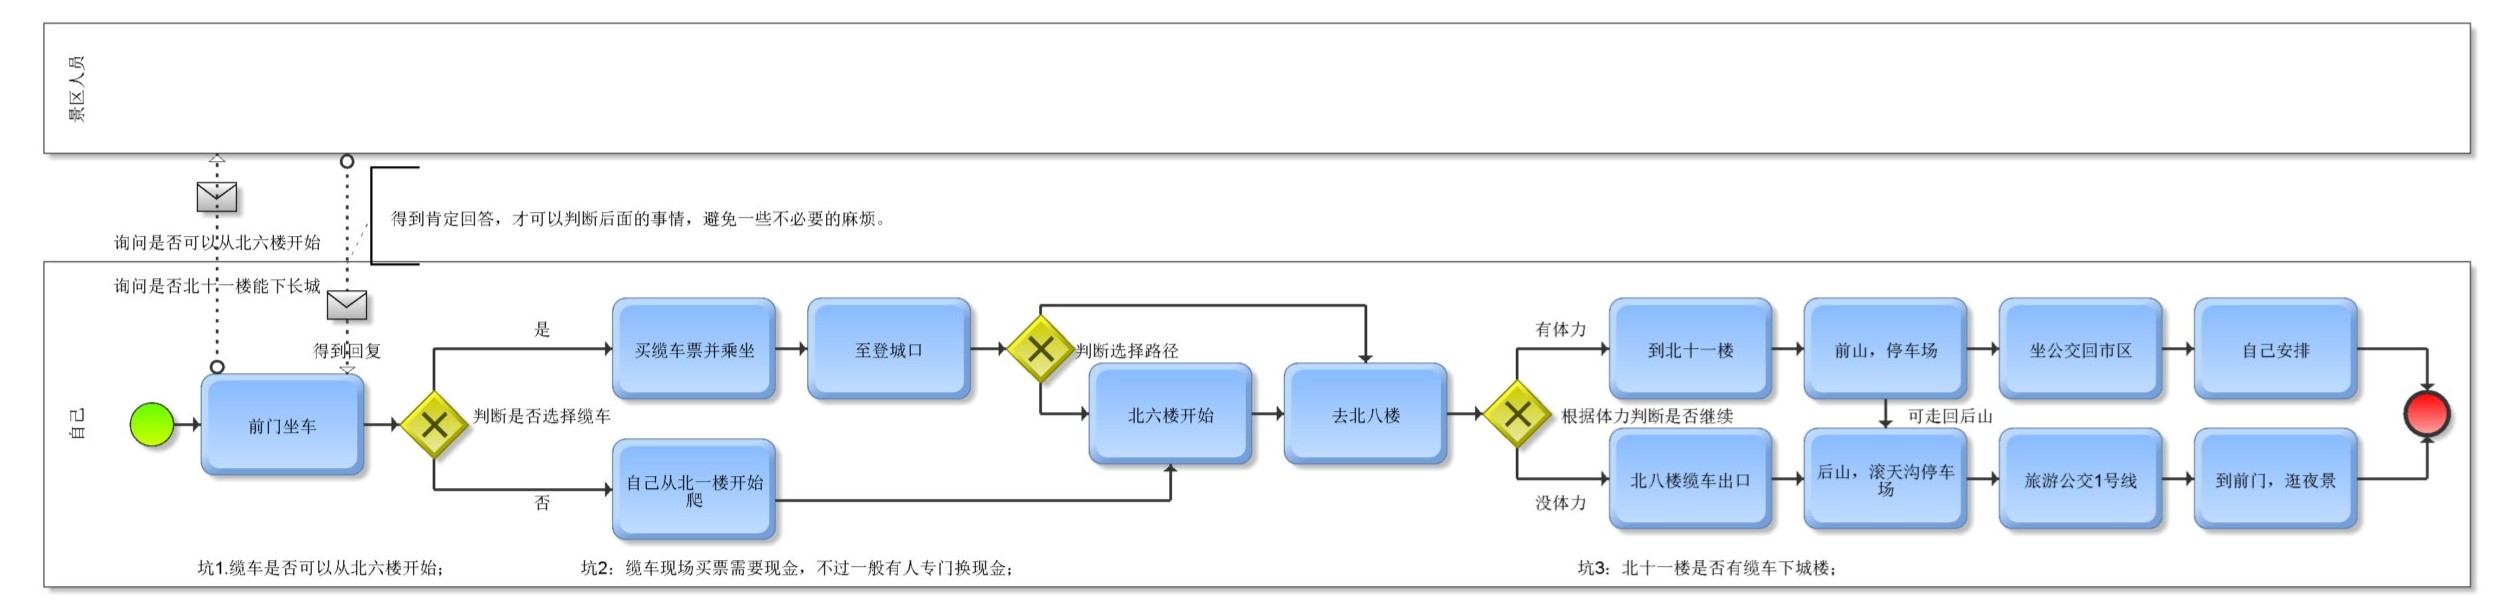 景区人员
得到肯定回答，才可以判断后面的事情，避免一些不必要的麻烦。
询问是否可以从北六楼开始
询问是否北十一楼能下长城
得到回复
自己
前门坐车
判断是否选择缆车
是
否
买缆车票并乘坐
至登城口
判断选择路径
自己从北一楼开始
爬
北六楼开始
去北八楼
根据体力判断是否继续
有体力
没体力
到北十一楼
前山，停车场
坐公交回市区
自己安排
可走回后山
北八楼缆车出口
后山，滚天沟停车
场
旅游公交1号线
到前门，逛夜景
坑1.缆车是否可以从北六楼开始；
坑2：缆车现场买票需要现金，不过一般有人专门换现金；
坑3：北十一楼是否有缆车下城楼；